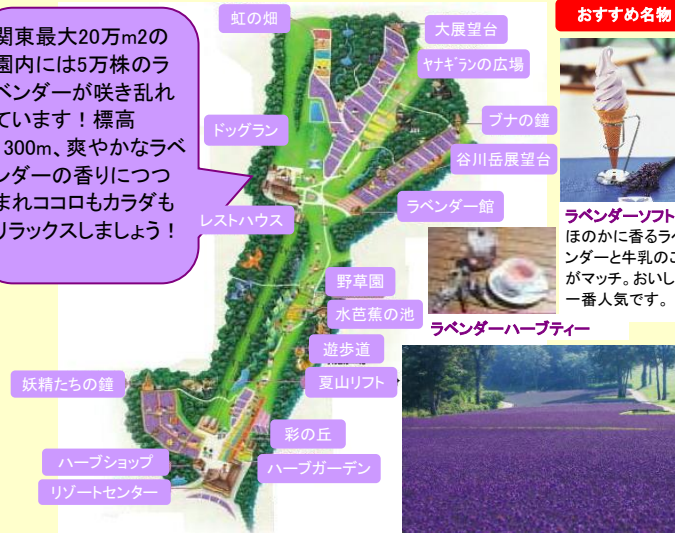 関東最大20万m2の
園内には5万株のラ
ベンダーが咲き乱れ
ています！標高
300m、爽やかなラベ
ンダーの香りにつつ
まれココロもカラダも
リラックスしましょう！
虹の畑
大展望台
ヤナギランの広場
ドッグラン
ブナの鐘
谷川岳展望台
ラベンダー館
レストハウス
野草園
水芭蕉の池
遊歩道
夏山リフト
妖精たちの鐘
彩の丘
ハーブショップ
ハーブガーデン
リゾートセンター
おすすめ名物
ラベンダーソフト
ほのかに香るラベ
ンダーと牛乳のこ
がマッチ。おいし
一番人気です。
ラベンダーハーブティー